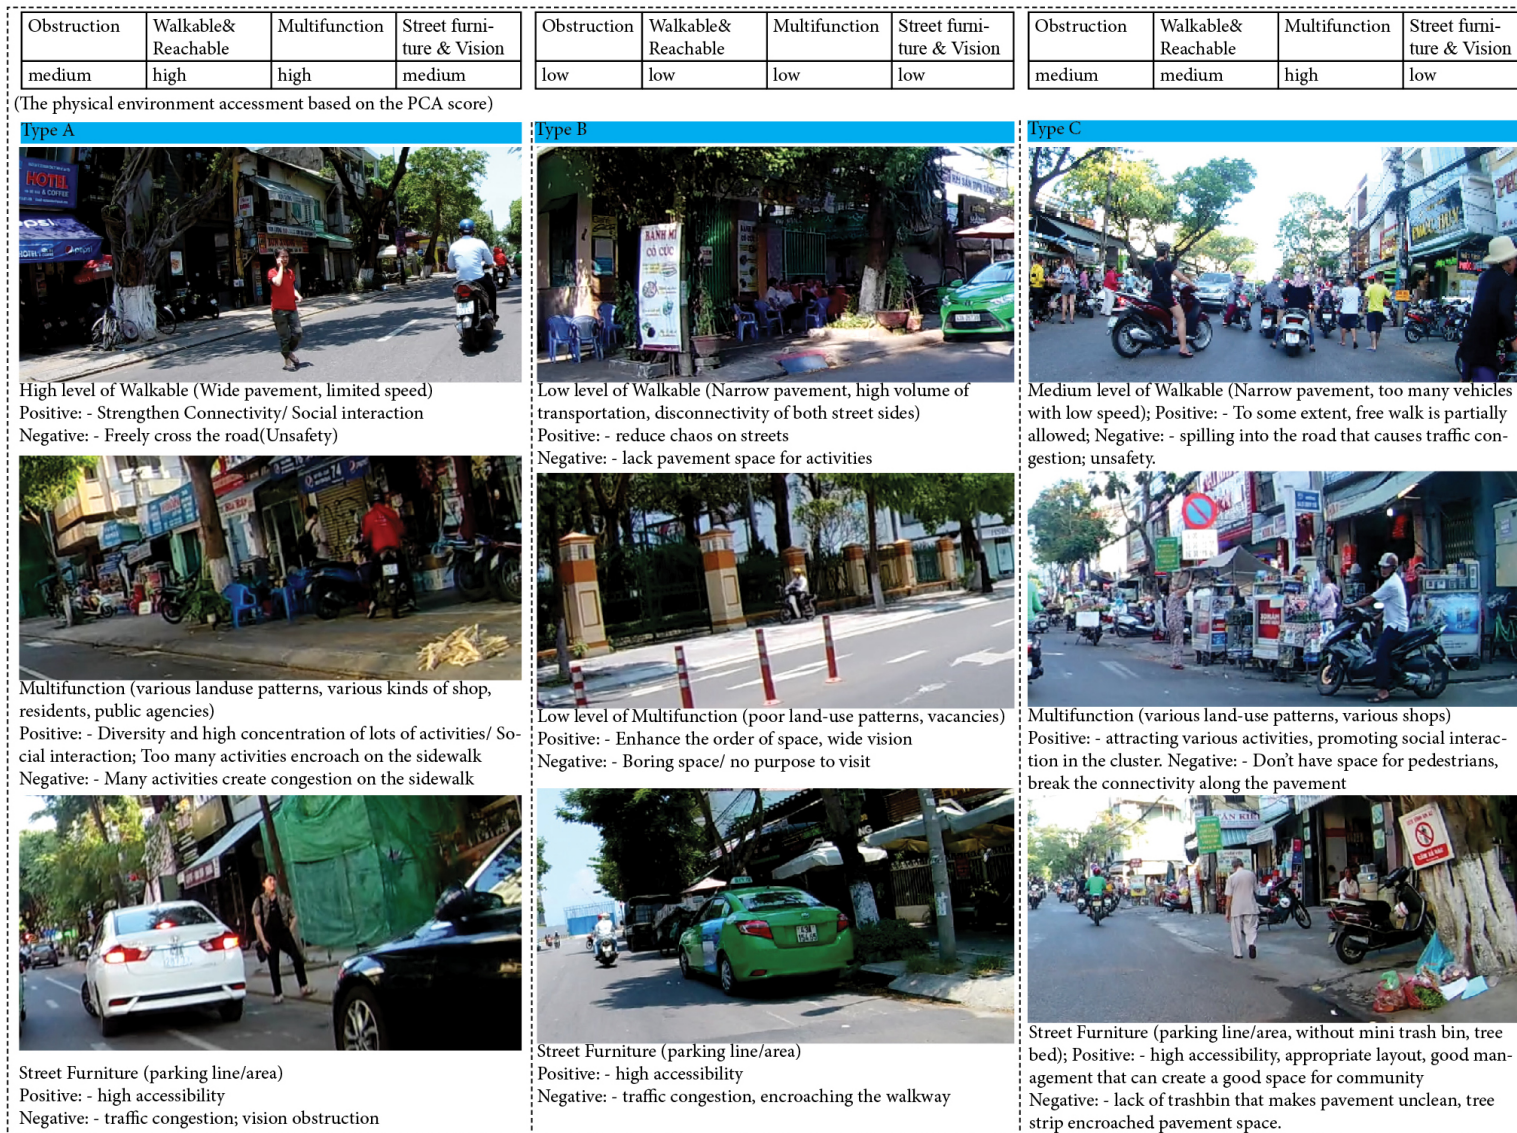 Obstruction
Walkable&
Reachable
Multifunction
Street furni-
ture & Vision
medium
high
high
medium
Obstruction
Walkable&
Reachable
Multifunction
Street furni-
ture & Vision
low
low
low
low
Obstruction
Walkable&
Reachable
Multifunction
Street furni-
ture & Vision
medium
medium
high
low
(The physical environment accessment based on the PCA score)
Type A
HOTEL
& COFFEE
pepsi
High level of Walkable (Wide pavement, limited speed)
Positive: - Strengthen Connectivity/ Social interaction
Negative: - Freely cross the road(Unsafety)
74
Multifunction (various landuse patterns, various kinds of shop,
residents, public agencies)
Positive: - Diversity and high concentration of lots of activities/ So-
cial interaction; Too many activities encroach on the sidewalk
Negative: - Many activities create congestion on the sidewalk
Street Furniture (parking line/area)
Positive: - high accessibility
Negative: - traffic congestion; vision obstruction
Type B
BÁNH MÌ
CÔ CÚC
Low level of Walkable (Narrow pavement, high volume of
transportation, disconnectivity of both street sides)
Positive: - reduce chaos on streets
Negative: - lack pavement space for activities
Low level of Multifunction (poor land-use patterns, vacancies)
Positive: - Enhance the order of space, wide vision
Negative: - Boring space/ no purpose to visit
Street Furniture (parking line/area)
Positive: - high accessibility
Negative: - traffic congestion, encroaching the walkway
Type C
Medium level of Walkable (Narrow pavement, too many vehicles
with low speed); Positive: - To some extent, free walk is partially
allowed; Negative: - spilling into the road that causes traffic con-
gestion; unsafety.
Multifunction (various land-use patterns, various shops)
Positive: - attracting various activities, promoting social interac-
tion in the cluster. Negative: - Don't have space for pedestrians,
break the connectivity along the pavement
CẤM XẢ RÁC
Street Furniture (parking line/area, without mini trash bin, tree
bed); Positive: - high accessibility, appropriate layout, good man-
agement that can create a good space for community
Negative: - lack of trashbin that makes pavement unclean, tree
strip encroached pavement space.